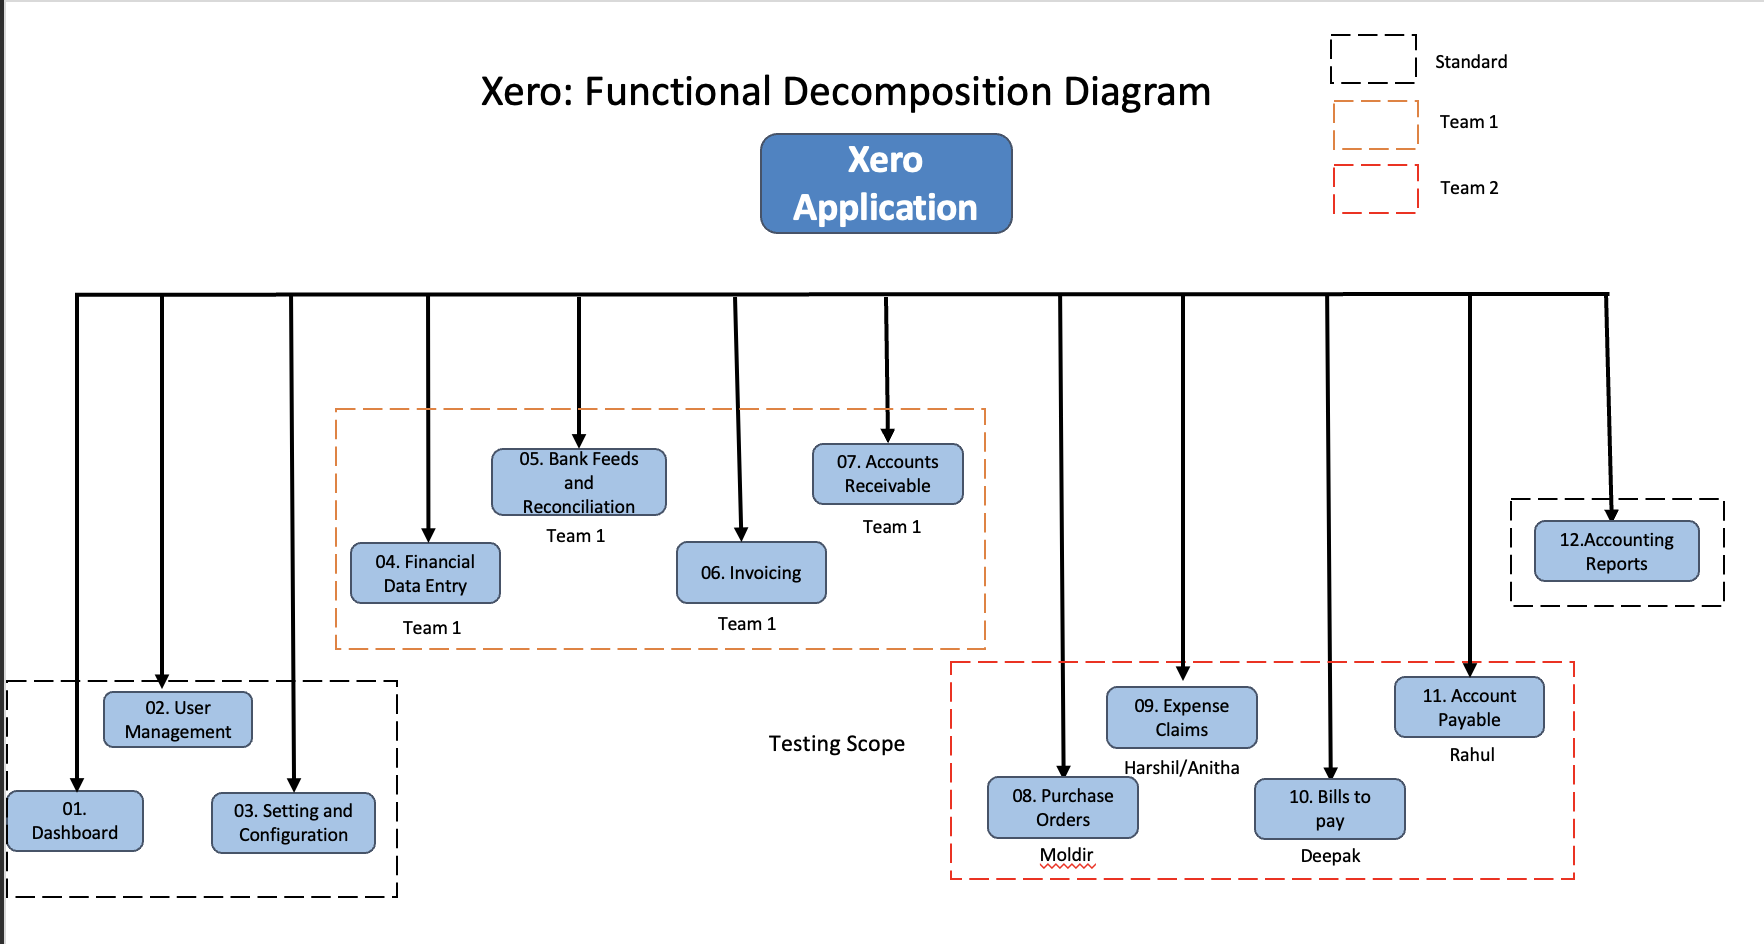 Standard
Xero: Functional Decomposition Diagram
Team 1
Xero
Application
Team 2
05. Bank Feeds
and
Reconciliation
Team 1
07. Accounts
Receivable
Team 1
04. Financial
Data Entry
Team 1
06. Invoicing
Team 1
12.Accounting
Reports
02. User
Management
01.
Dashboard
03. Setting and
Configuration
Testing Scope
09. Expense
Claims
Harshil/Anitha
11. Account
Payable
Rahul
08. Purchase
Orders
Moldir
10. Bills to
pay
Deepak